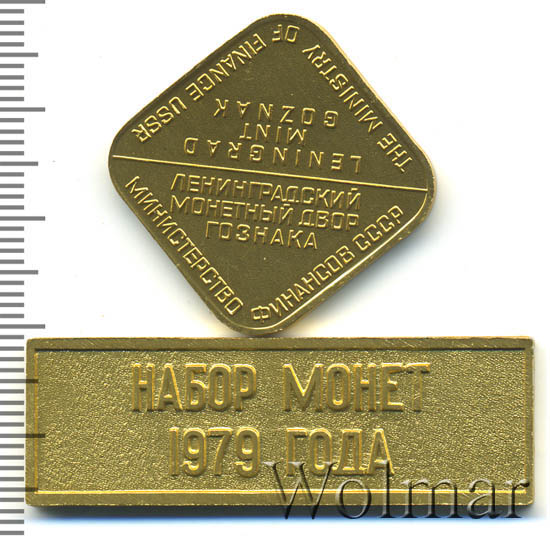 THE MINISTRY OF FINANCE USSR
LENINGRAD
MINT
GOZNAK
ЛЕНИНГРАДСКИЙ
МОНЕТНЫЙ ДВОР
ГОЗНАКА
МИНИСТЕРСТВО ФИНАНСОВ СССР
НАБОР МОНЕТ
1979 ГОДА
Wolmar